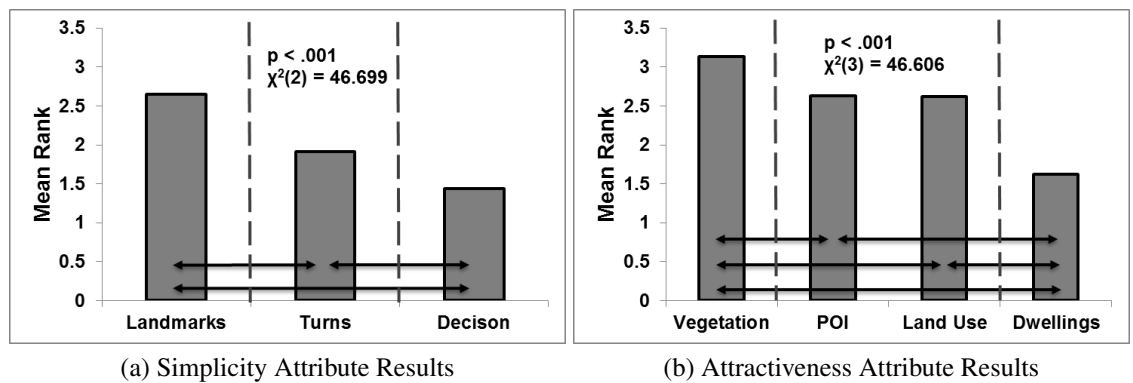 3.5
3
2.5
2
1.5
1
0.5
0
Mean Rank
p < .001
χ²(2) = 46.699
Landmarks Turns Decison
(a) Simplicity Attribute Results
3.5
3
2.5
2
1.5
1
0.5
0
Mean Rank
p < .001
χ²(3) = 46.606
Vegetation POI Land Use Dwellings
(b) Attractiveness Attribute Results